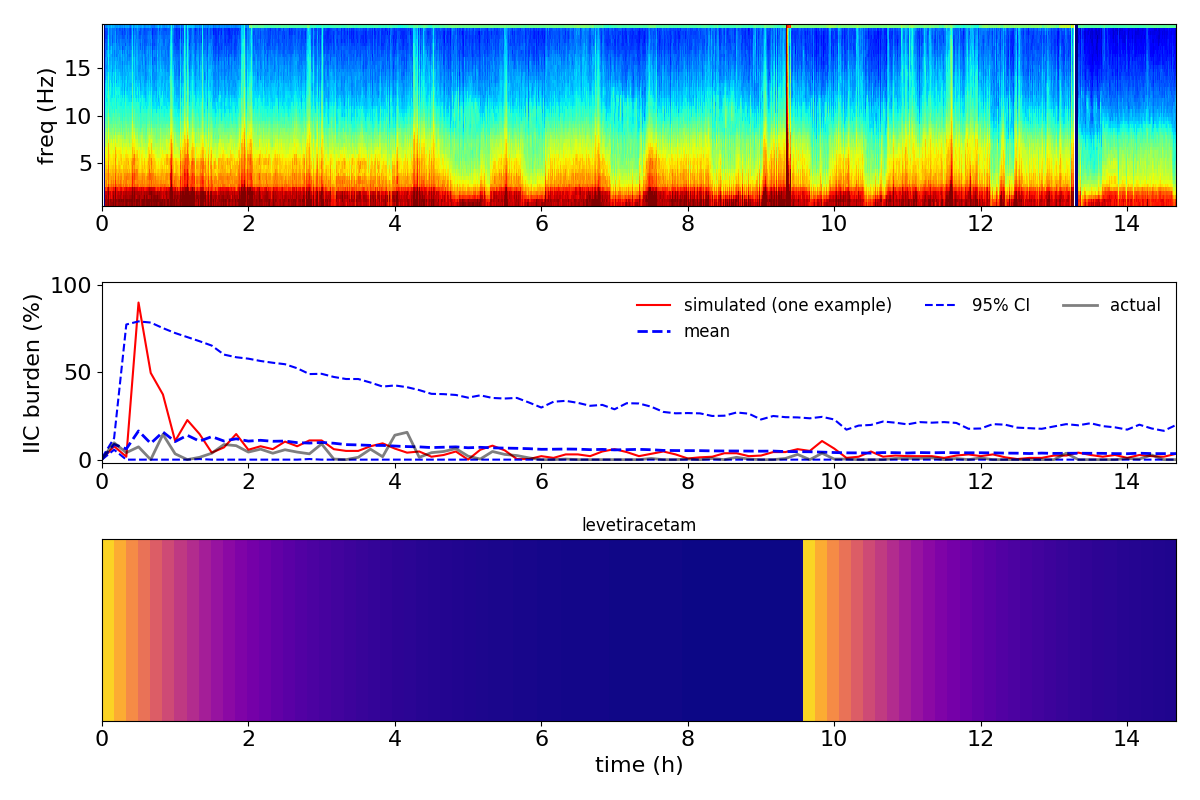 freq (Hz)
15
10
5
0 2 4 6 8 10 12 14
IIC burden (%)
100
50
0
simulated (one example) 95% CI actual
mean
0 2 4 6 8 10 12 14
levetiracetam
0 2 4 6 8 10 12 14
time (h)